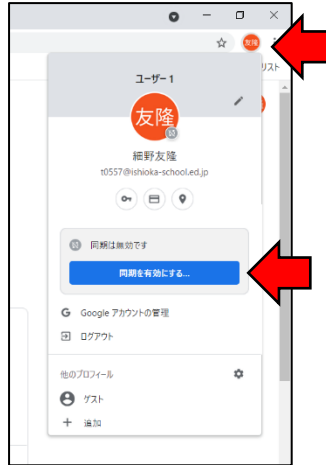 友隆
リスト
ユーザー 1
友隆
細野友隆
t0557@ishioka-school.ed.jp
同期は無効です
同期を有効にする...
G Google アカウントの管理
ログアウト
他のプロフィール
ゲスト
追加